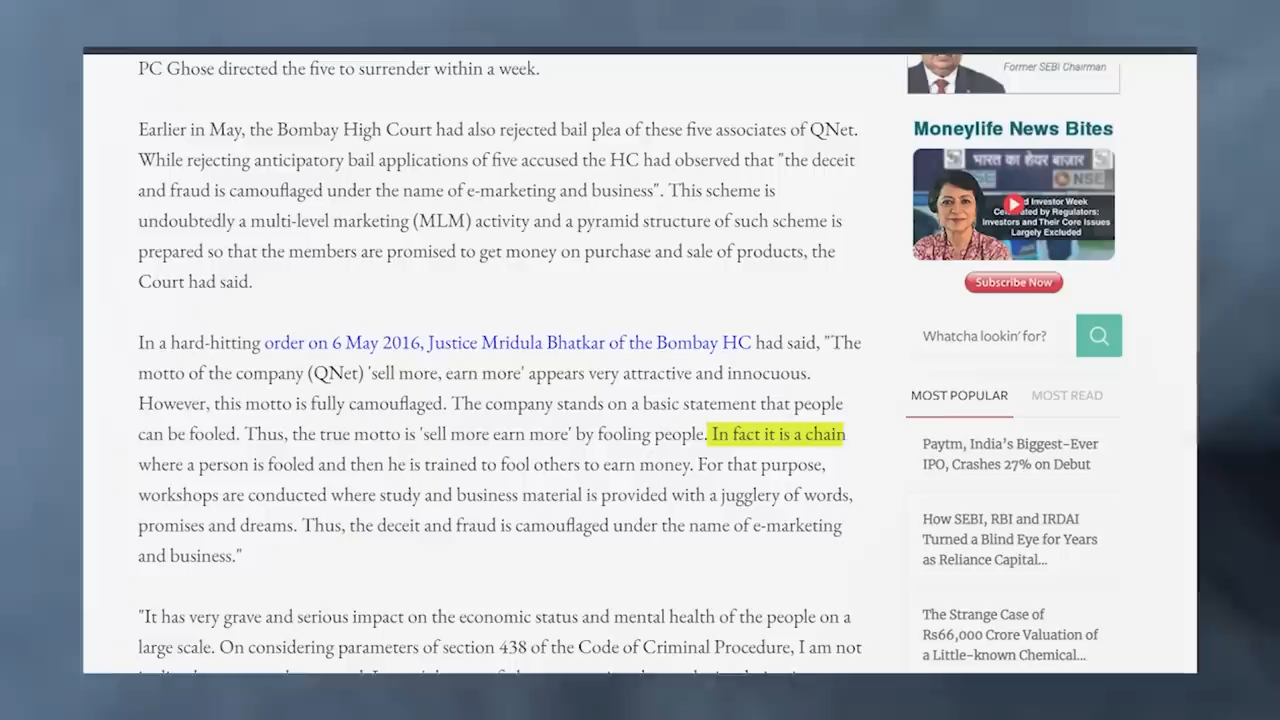 PC Ghose directed the five to surrender within a week.
Earlier in May, the Bombay High Court had also rejected bail plea of these five associates of QNet.
While rejecting anticipatory bail applications of five accused the HC had observed that "the deceit
and fraud is camouflaged under the name of e-marketing and business". This scheme is
undoubtedly a multi-level marketing (MLM) activity and a pyramid structure of such scheme is
prepared so that the members are promised to get money on purchase and sale of products, the
Court had said.
In a hard-hitting order on 6 May 2016, Justice Mridula Bhatkar of the Bombay HC had said, "The
motto of the company (QNet) 'sell more, earn more' appears very attractive and innocuous.
However, this motto is fully camouflaged. The company stands on a basic statement that people
can be fooled. Thus, the true motto is 'sell more earn more' by fooling people. In fact it is a chain
where a person is fooled and then he is trained to fool others to earn money. For that purpose,
workshops are conducted where study and business material is provided with a jugglery of words,
promises and dreams. Thus, the deceit and fraud is camouflaged under the name of e-marketing
and business."
"It has very grave and serious impact on the economic status and mental health of the people on a
large scale. On considering parameters of section 438 of the Code of Criminal Procedure, I am not
Former SEBI Chairman
Moneylife News Bites
भारत का शेयर बाज़ार
NSE
d Investor Week
Celebrated by Regulators:
Investors and Their Core Issues
Largely Excluded
Subscribe Now
Whatcha lookin' for?
MOST POPULAR
MOST READ
Paytm, India's Biggest-Ever
IPO, Crashes 27% on Debut
How SEBI, RBI and IRDAI
Turned a Blind Eye for Years
as Reliance Capital...
The Strange Case of
Rs66,000 Crore Valuation of
a Little-known Chemical...